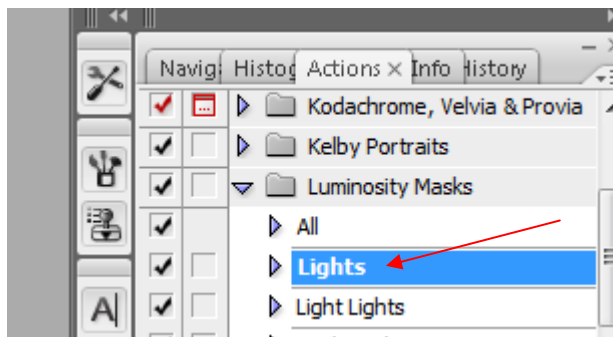 Navig Histog Actions × Info History
Kodachrome, Velvia & Provia
Kelby Portraits
Luminosity Masks
All
Lights
Light Lights
A